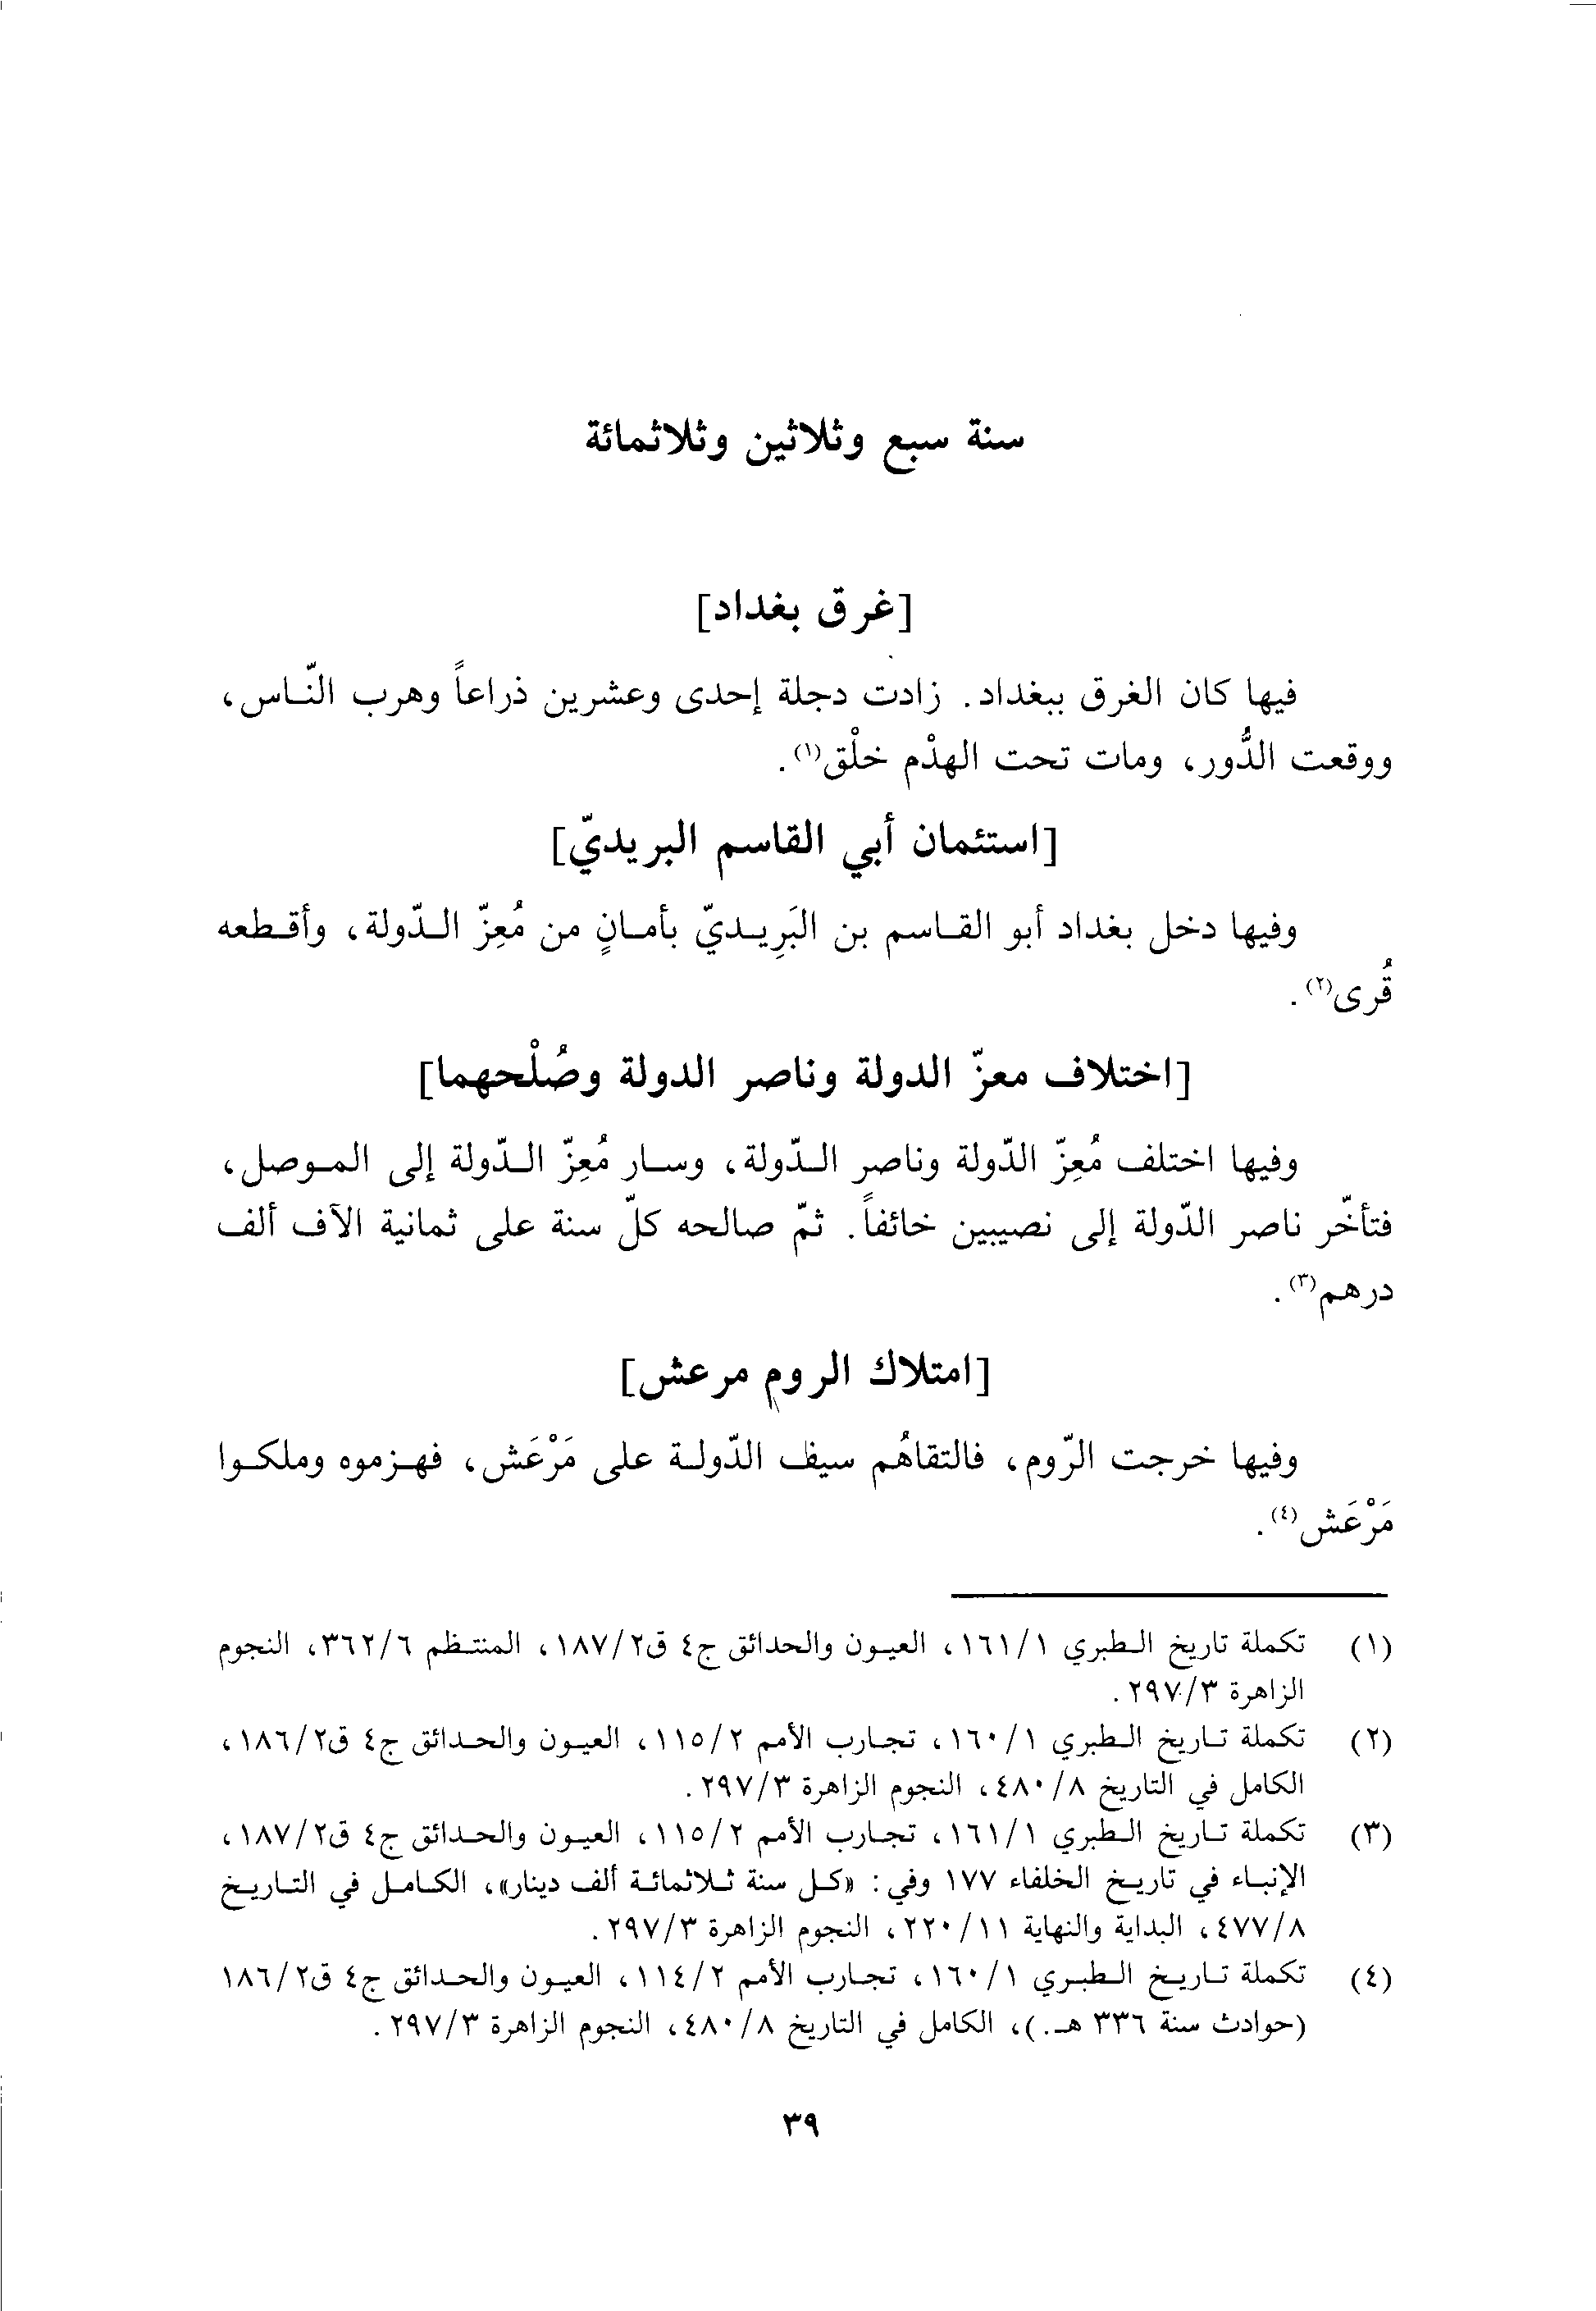 سنة سبع وثلاثين وثلاثمائة
[غرق بغداد]
فيها كان الغرق ببغداد. زادت دجلة إحدى وعشرين ذراعاً وهرب النّاس،
ووقعت الدُّور، ومات تحت الهدْم خلْق(١).
[استئمان أبي القاسم البريديّ]
وفيها دخل بغداد أبو القاسم بن البَرِيديّ بأمانٍ من مُعِزّ الدّولة، وأقطعه
قُرى(٢).
[اختلاف معزّ الدولة وناصر الدولة وصُلْحهما]
وفيها اختلف مُعِزّ الدّولة وناصر الدّولة، وسار مُعِزّ الدّولة إلى الموصل،
فتأخّر ناصر الدّولة إلى نصيبين خائفاً. ثمّ صالحه كلّ سنة على ثمانية الآف ألف
درهم(٣).
[امتلاك الروم مرعش]
وفيها خرجت الرّوم، فالتقاهُم سيف الدّولة على مَرْعَش، فهزموه وملكوا
مَرْعَش(٤).
(١) تكملة تاريخ الطبري ١/١٦١، العيون والحدائق ج٤ ق٢/١٨٧، المنتظم ٦/٣٦٢، النجوم
الزاهرة ٣/٢٩٧.
(٢) تكملة تاريخ الطبري ١/١٦٠، تجارب الأمم ٢/١١٥، العيون والحدائق ج٤ ق٢/١٨٦،
الكامل في التاريخ ٨/٤٨٠، النجوم الزاهرة ٣/٢٩٧.
(٣) تكملة تاريخ الطبري ١/١٦١، تجارب الأمم ٢/١١٥، العيون والحدائق ج٤ ق٢/١٨٧،
الإنباء في تاريخ الخلفاء ١٧٧ وفي: «كل سنة ثلاثمائة ألف دينار»، الكامل في التاريخ
٨/٤٧٧، البداية والنهاية ١١/٢٢٠، النجوم الزاهرة ٣/٢٩٧.
(٤) تكملة تاريخ الطبري ١/١٦٠، تجارب الأمم ٢/١١٤، العيون والحدائق ج٤ ق٢/١٨٦
(حوادث سنة ٣٣٦ هـ.)، الكامل في التاريخ ٨/٤٨٠، النجوم الزاهرة ٣/٢٩٧.
٣٩